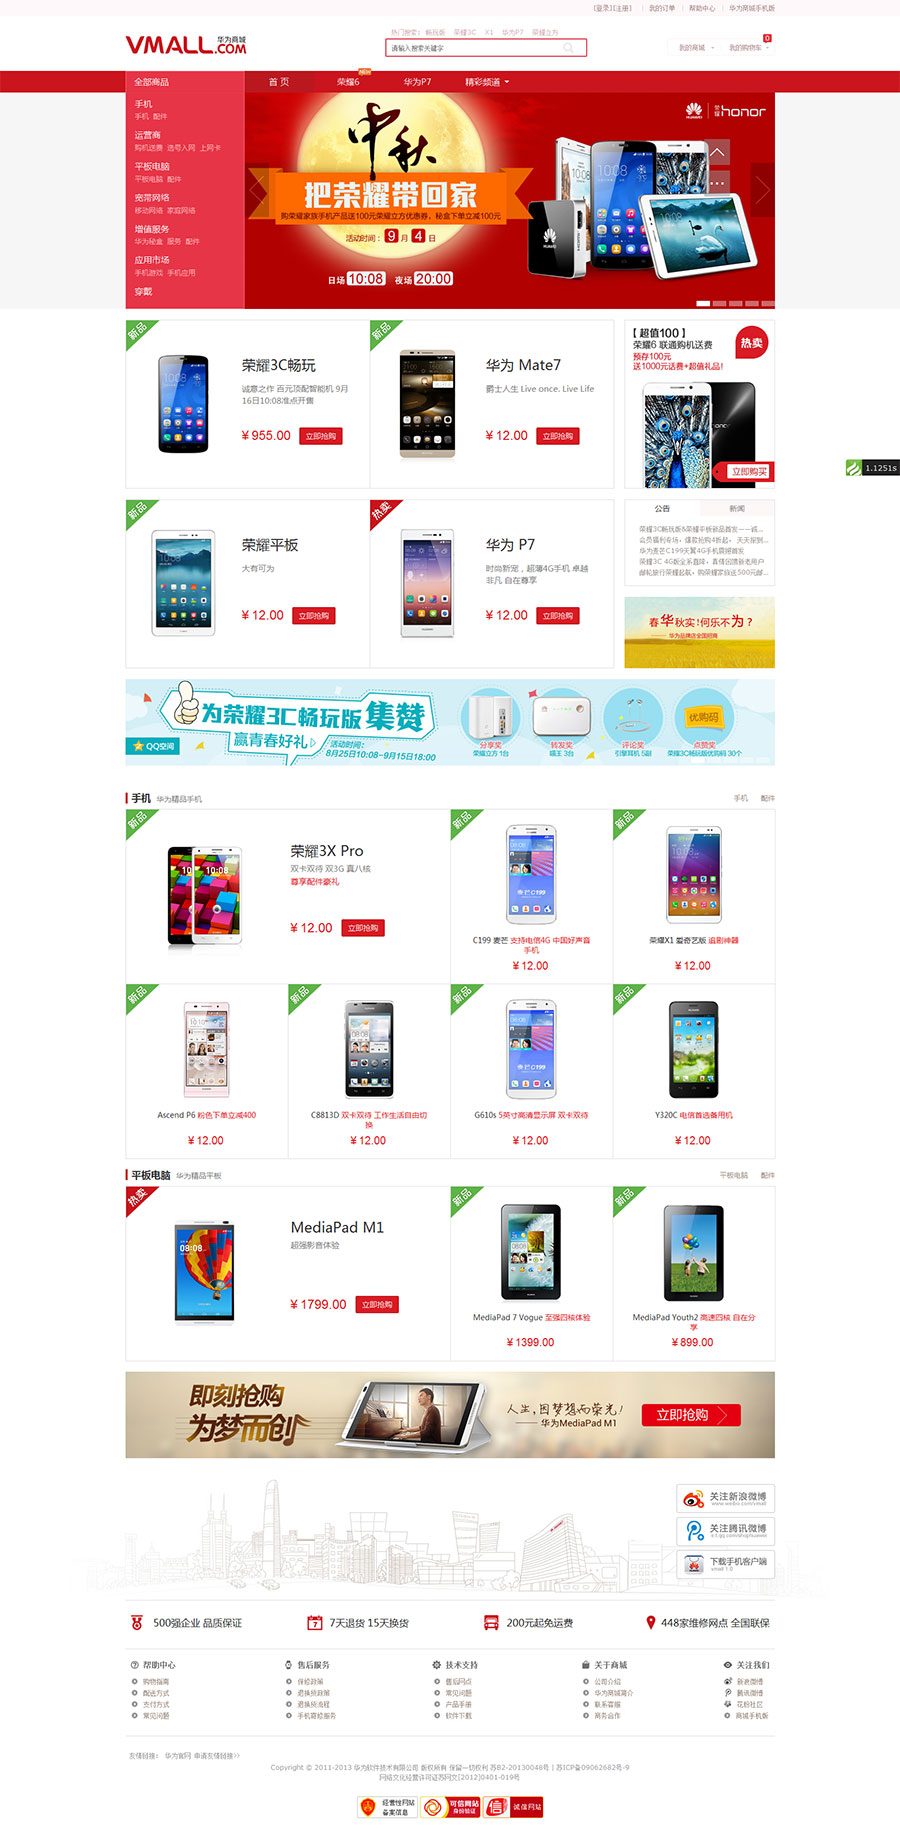 [登录][注册] | 我的订单 | 帮助中心 | 华为商城手机版
VMALL.COM 华为商城
热门搜索： 畅玩版 荣耀3C X1 华为P7 荣耀立方
请输入搜索关键字
我的商城
我的购物车 0
全部商品 首 页 荣耀6 华为P7 精彩频道
手机
手机 配件
运营商
购机送费 选号入网 上网卡
平板电脑
平板电脑 配件
宽带网络
移动网络 家庭网络
增值服务
华为秘盒 服务 配件
应用市场
手机游戏 手机应用
穿戴
中秋
把荣耀带回家
购荣耀家族手机产品送100元荣耀立方优惠券，秘盒下单立减100元
活动时间：9月4日
日场 10:08 夜场 20:00
HUAWEI 荣耀 honor
新品
荣耀3C畅玩
诚意之作 百元顶配智能机 9月
16日10:08准点开售
¥ 955.00 立即抢购
新品
华为 Mate7
爵士人生 Live once. Live Life
¥ 12.00 立即抢购
【 超值100 】
荣耀6 联通购机送费
预存100元
送1000元话费+超值礼品!
热卖
立即购买
1.1251s
新品
荣耀平板
大有可为
¥ 12.00 立即抢购
热卖
华为 P7
时尚新宠，超薄4G手机 卓越
非凡 自在尊享
¥ 12.00 立即抢购
公告 新闻
荣耀3C畅玩版&荣耀平板新品首发——诚...
会员福利专场，爆款抢购4折起， 天天报到...
华为麦芒C199天翼4G手机震撼首发
荣耀3C 4G版全系直降，真情回馈新老用户
邮轮旅行荣耀起航，购荣耀家族送500元邮...
春华秋实!何乐不为？
华为品牌店全国招商
为荣耀3C畅玩版 集赞
赢青春好礼
QQ空间
活动时间:
8月25日10:08-9月15日18:00
分享奖
荣耀立方 1台
转发奖
喵王 3台
评论奖
引擎耳机 5副
优购码
点赞奖
荣耀3C畅玩版优购码 30个
手机 华为精品手机 手机 配件
新品
荣耀3X Pro
双卡双待 双3G 真八核
尊享配件豪礼
¥ 12.00 立即抢购
新品
C199 麦芒 支持电信4G 中国好声音
手机
¥ 12.00
新品
荣耀X1 爱奇艺版 追剧神器
¥ 12.00
新品
Ascend P6 粉色下单立减400
¥ 12.00
新品
C8813D 双卡双待 工作生活自由切
换
¥ 12.00
新品
G610s 5英寸高清显示屏 双卡双待
¥ 12.00
新品
Y320C 电信首选备用机
¥ 12.00
平板电脑 华为精品平板 平板电脑 配件
热卖
MediaPad M1
超强影音体验
¥ 1799.00 立即抢购
新品
MediaPad 7 Vogue 至强四核体验
¥ 1399.00
新品
MediaPad Youth2 高速四核 自在分
享
¥ 899.00
即刻抢购
为梦而创
人生，因梦想而荣光！
—— 华为MediaPad M1
立即抢购
关注新浪微博
关注腾讯微博
下载手机客户端
vmall 1.0
500强企业 品质保证 7天退货 15天换货 200元起免运费 448家维修网点 全国联保
帮助中心
购物指南
配送方式
支付方式
常见问题
售后服务
保修政策
退换货政策
退换货流程
手机寄修服务
技术支持
售后网点
常见问题
产品手册
软件下载
关于商城
公司介绍
华为商城简介
联系客服
商务合作
关注我们
新浪微博
腾讯微博
花粉社区
商城手机版
友情链接： 华为官网 申请友情链接>>
Copyright © 2011-2013 华为软件技术有限公司 版权所有 保留一切权利 苏B2-20130048号 | 苏ICP备09062682号-9
网络文化经营许可证苏网文[2012]0401-019号
经营性网站
备案信息
可信网站
身份验证
诚信网站